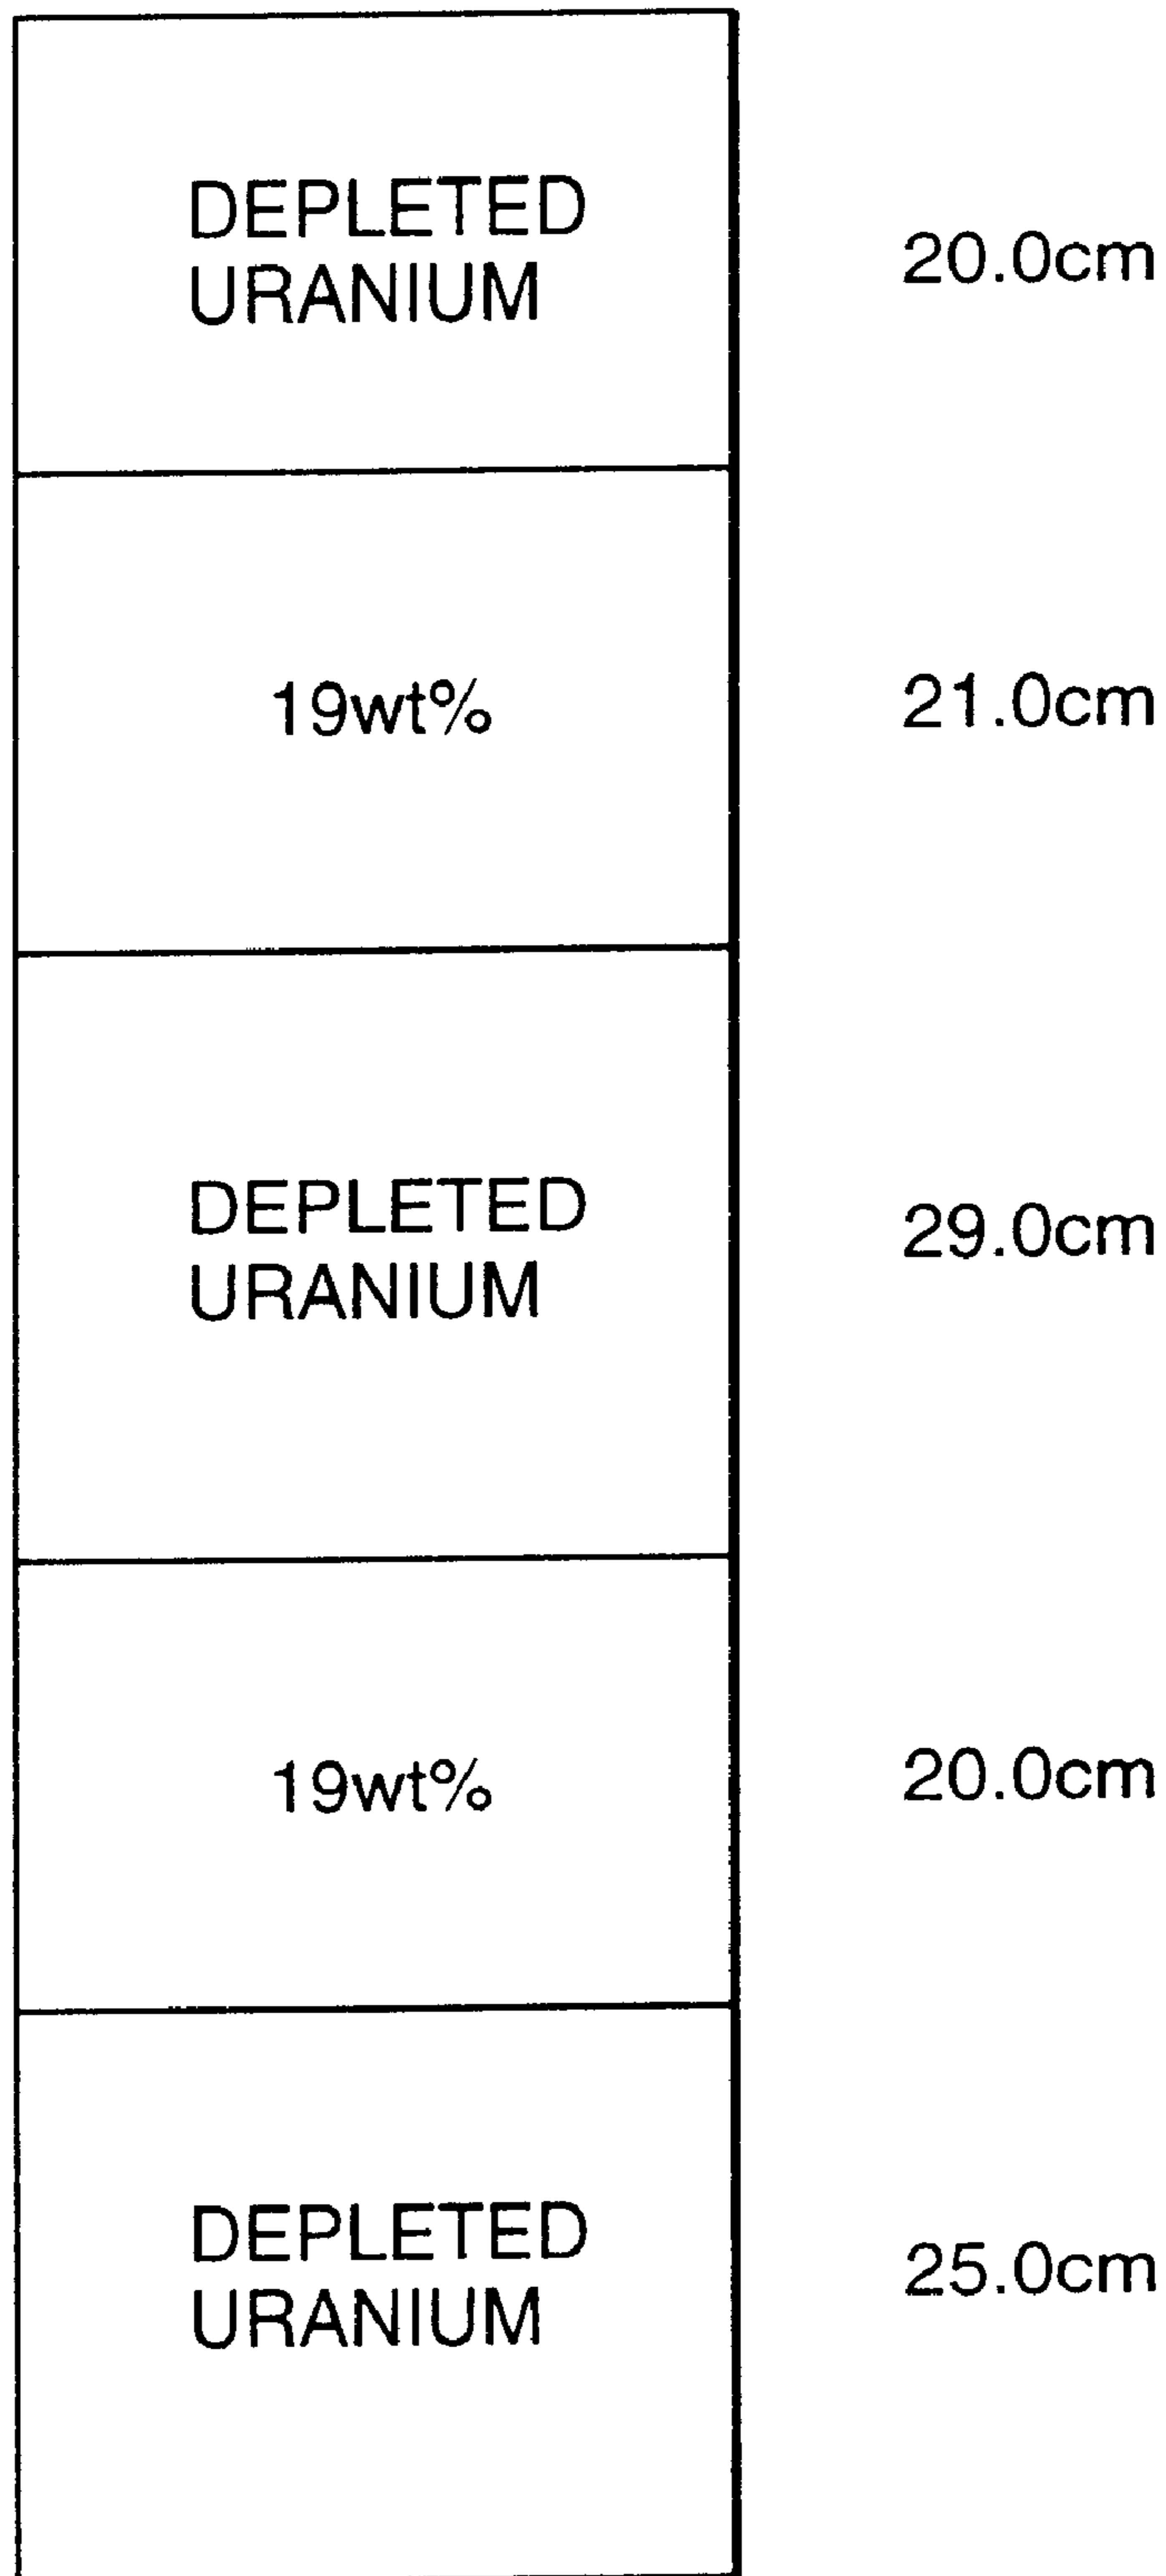 DEPLETED
URANIUM
20.0cm
19wt%
21.0cm
DEPLETED
URANIUM
29.0cm
19wt%
20.0cm
DEPLETED
URANIUM
25.0cm